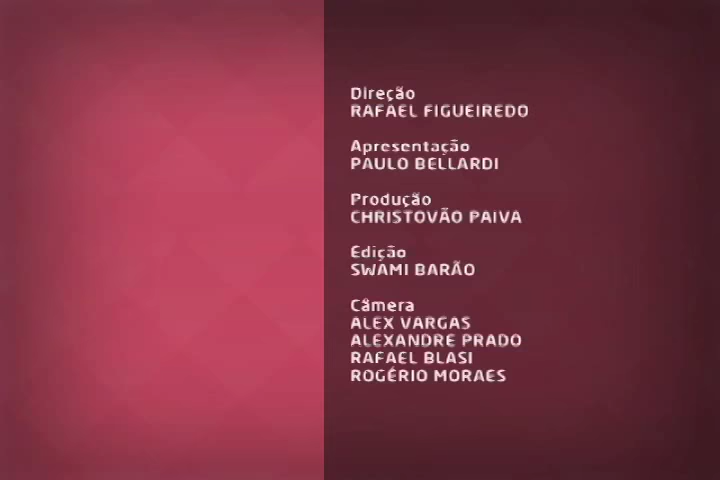 Direção
RAFAEL FIGUEIREDO
Apresentação
PAULO BELLARDI
Produção
CHRISTOVÃO PAIVA
Edição
SWAMI BARÃO
Câmera
ALEX VARGAS
ALEXANDRE PRADO
RAFAEL BLASI
ROGÉRIO MORAES